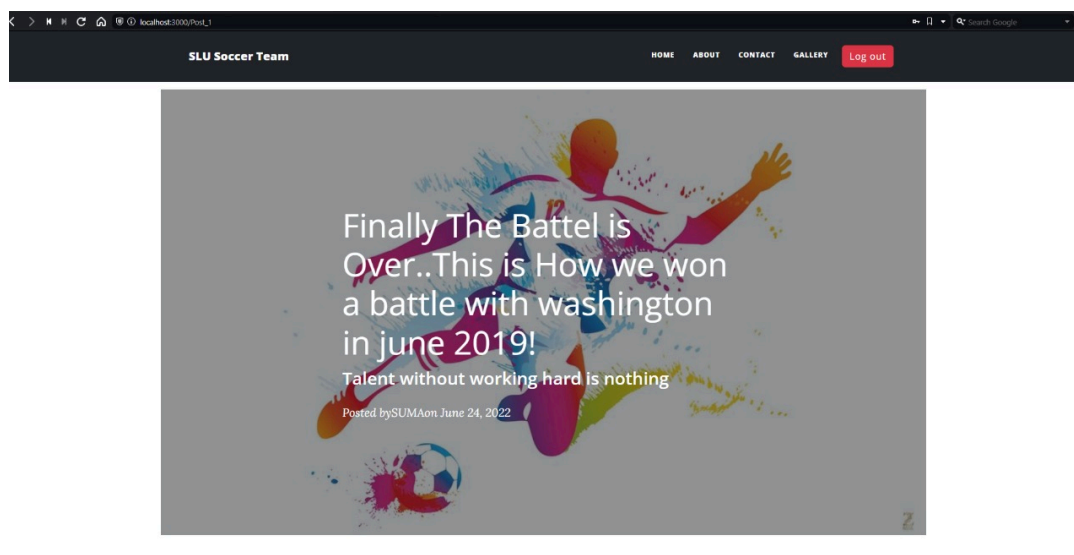 localhost:3000/Post_1
Search Google
SLU Soccer Team
HOME ABOUT CONTACT GALLERY Log out
12
Finally The Battel is
Over..This is How we won
a battle with washington
in june 2019!
Talent without working hard is nothing
Posted bySUMAon June 24, 2022
Z